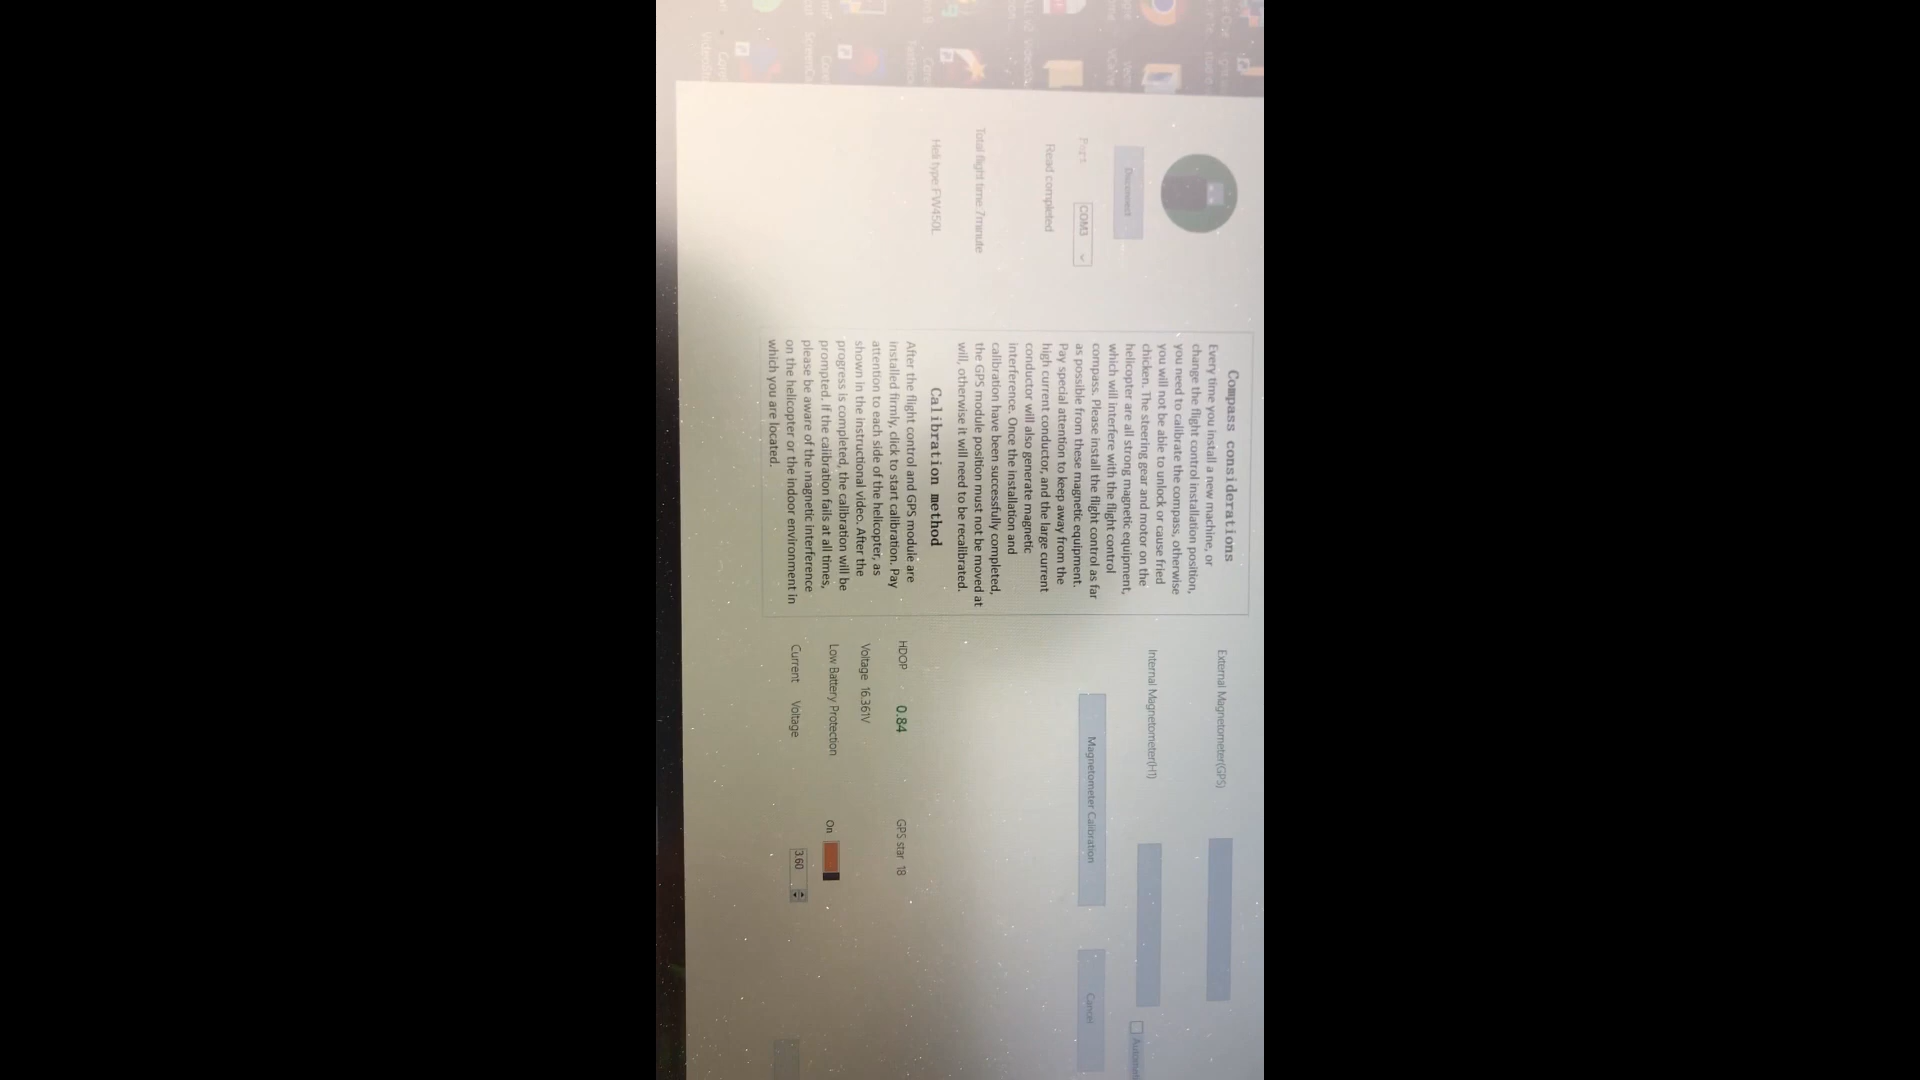 Disconnect
Port COM3
Read completed
Total flight time:7minute
Heli type:FW450L
Compass considerations
Every time you install a new machine, or
change the flight control installation position,
you need to calibrate the compass, otherwise
you will not be able to unlock or cause fried
chicken. The steering gear and motor on the
helicopter are all strong magnetic equipment,
which will interfere with the flight control
compass. Please install the flight control as far
as possible from these magnetic equipment.
Pay special attention to keep away from the
high current conductor, and the large current
conductor will also generate magnetic
interference. Once the installation and
calibration have been successfully completed,
the GPS module position must not be moved at
will, otherwise it will need to be recalibrated.
Calibration method
After the flight control and GPS module are
installed firmly, click to start calibration. Pay
attention to each side of the helicopter, as
shown in the instructional video. After the
progress is completed, the calibration will be
prompted. If the calibration fails at all times,
please be aware of the magnetic interference
on the helicopter or the indoor environment in
which you are located.
External Magnetometer(GPS)
Internal Magnetometer(H1)
Magnetometer Calibration
Cancel
HDOP 0.84 GPS star 18
Voltage 16.361V
Low Battery Protection On
Current Voltage 3.60